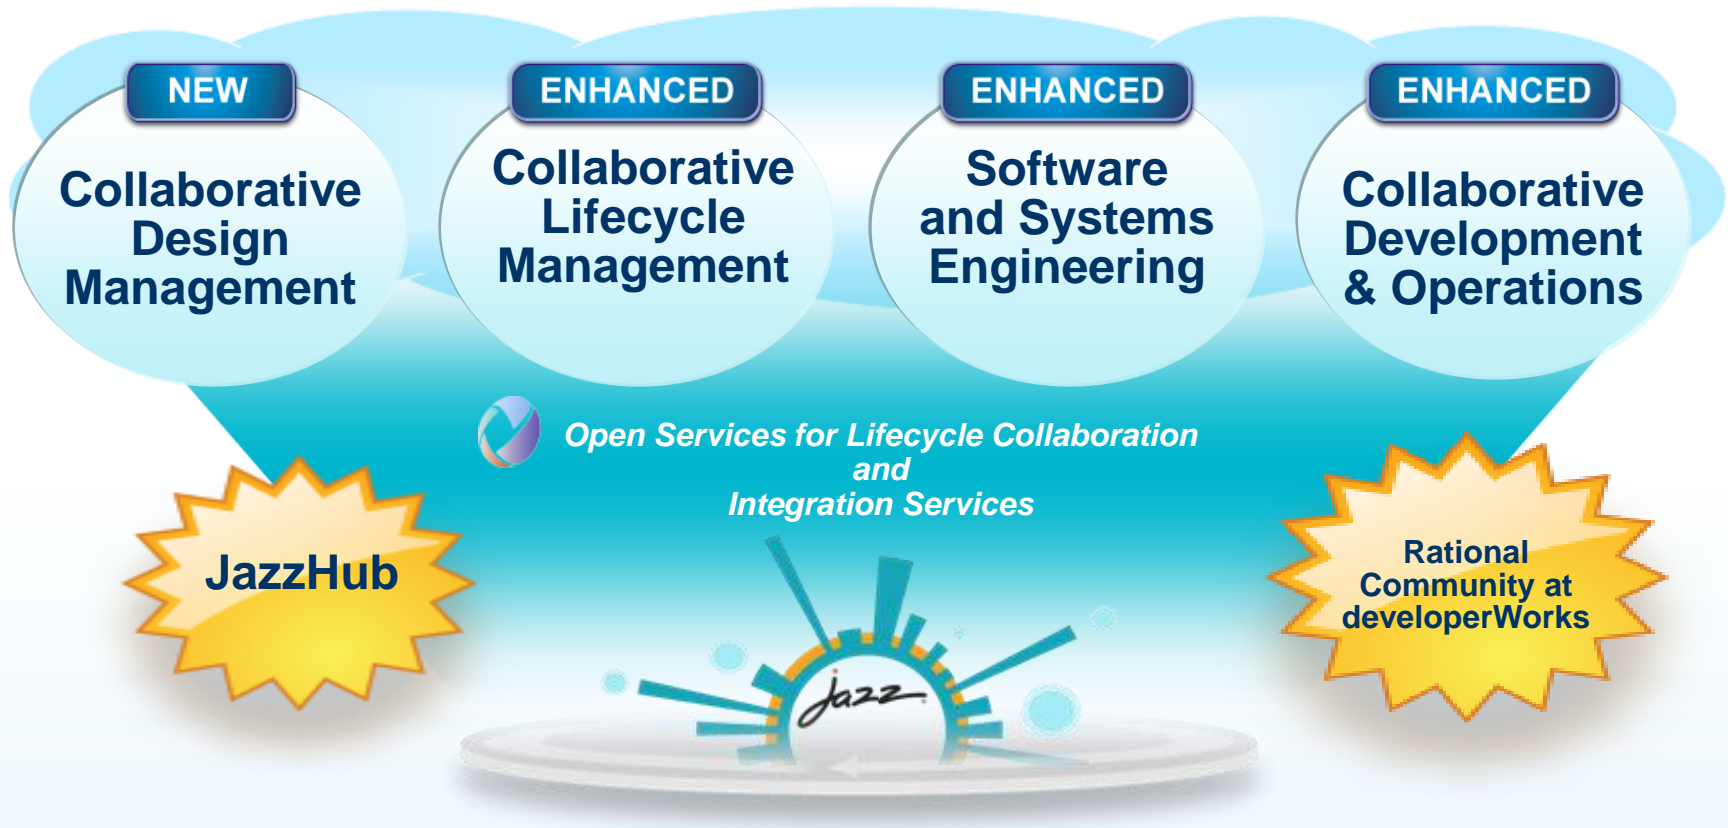 NEW
Collaborative
Design
Management
ENHANCED
Collaborative
Lifecycle
Management
ENHANCED
Software
and Systems
Engineering
ENHANCED
Collaborative
Development
& Operations
Open Services for Lifecycle Collaboration
and
Integration Services
JazzHub
Rational
Community at
developerWorks
jazz